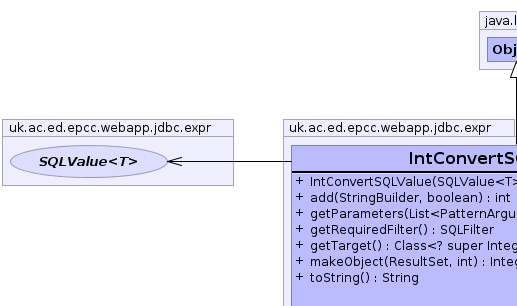 java.l
Obj
uk.ac.ed.epcc.webapp.jdbc.expr
SQLValue<T>
uk.ac.ed.epcc.webapp.jdbc.expr
IntConvertSQ
+ IntConvertSQLValue(SQLValue<T>
+ add(StringBuilder, boolean) : int
+ getParameters(List<PatternArgu
+ getRequiredFilter() : SQLFilter
+ getTarget() : Class<? super Integ
+ makeObject(ResultSet, int) : Integ
+ toString() : String